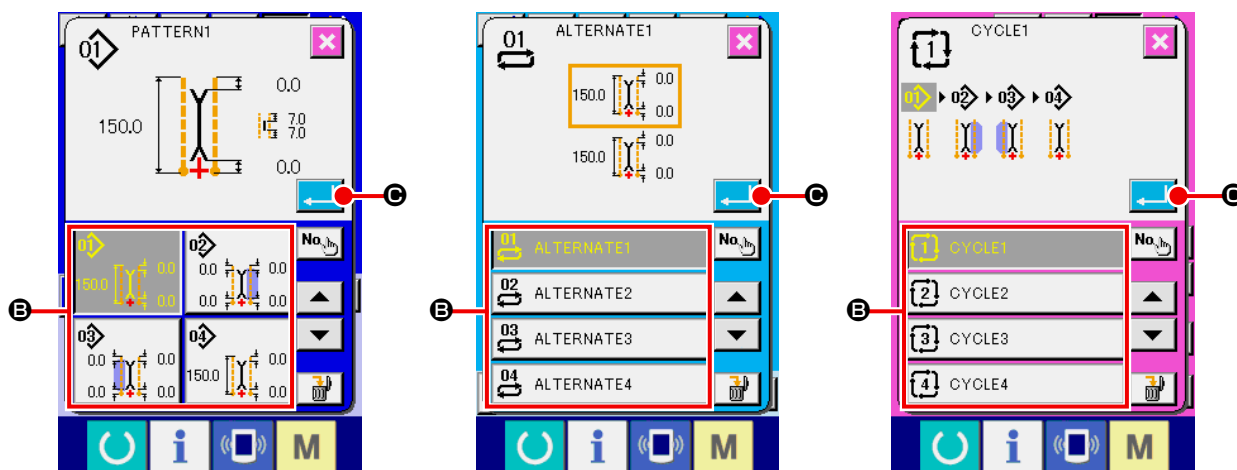 PATTERN1
01
0.0
150.0
7.0
7.0
0.0
C
B
01
0.0
150.0
0.0
02
0.0 0.0
0.0 0.0
03
0.0 0.0
0.0 0.0
04
0.0
150.0
0.0
No.
i
M
ALTERNATE1
01
0.0
150.0
0.0
0.0
150.0
0.0
C
B
01 ALTERNATE1
02 ALTERNATE2
03 ALTERNATE3
04 ALTERNATE4
No.
i
M
CYCLE1
1
01 02 03 04
C
B
1 CYCLE1
2 CYCLE2
3 CYCLE3
4 CYCLE4
No.
i
M